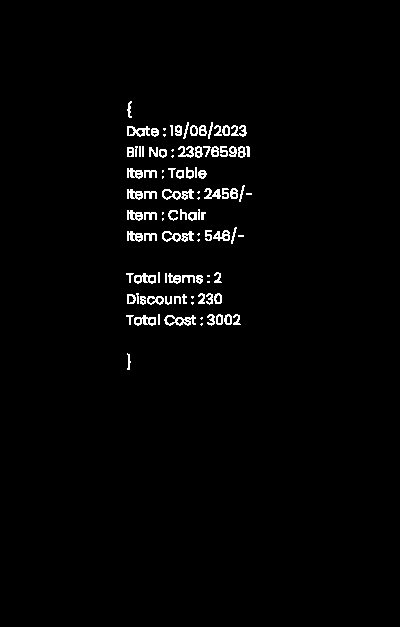 {
Date : 19/06/2023
Bill No : 238765981
Item : Table
Item Cost : 2456/-
Item : Chair
Item Cost : 546/-
Total Items : 2
Discount : 230
Total Cost : 3002
}